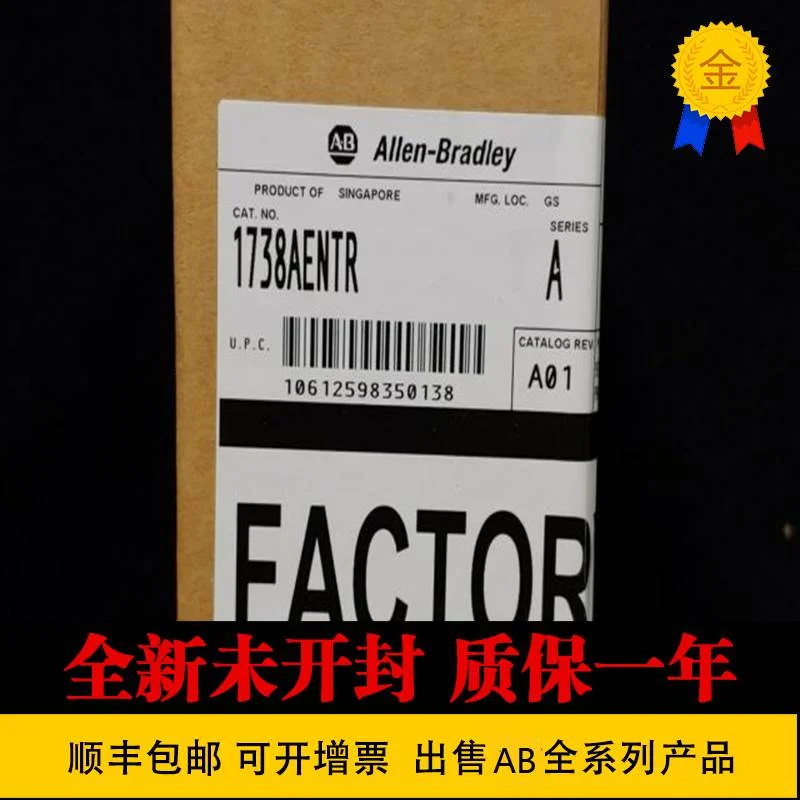 金
AB Allen-Bradley
PRODUCT OF SINGAPORE MFG. LOC. GS
CAT. NO. SERIES
1738AENTR A
U.P.C. CATALOG REV
10612598350138 A01
FACTOR
全新未开封 质保一年
顺丰包邮 可开增票 出售AB全系列产品